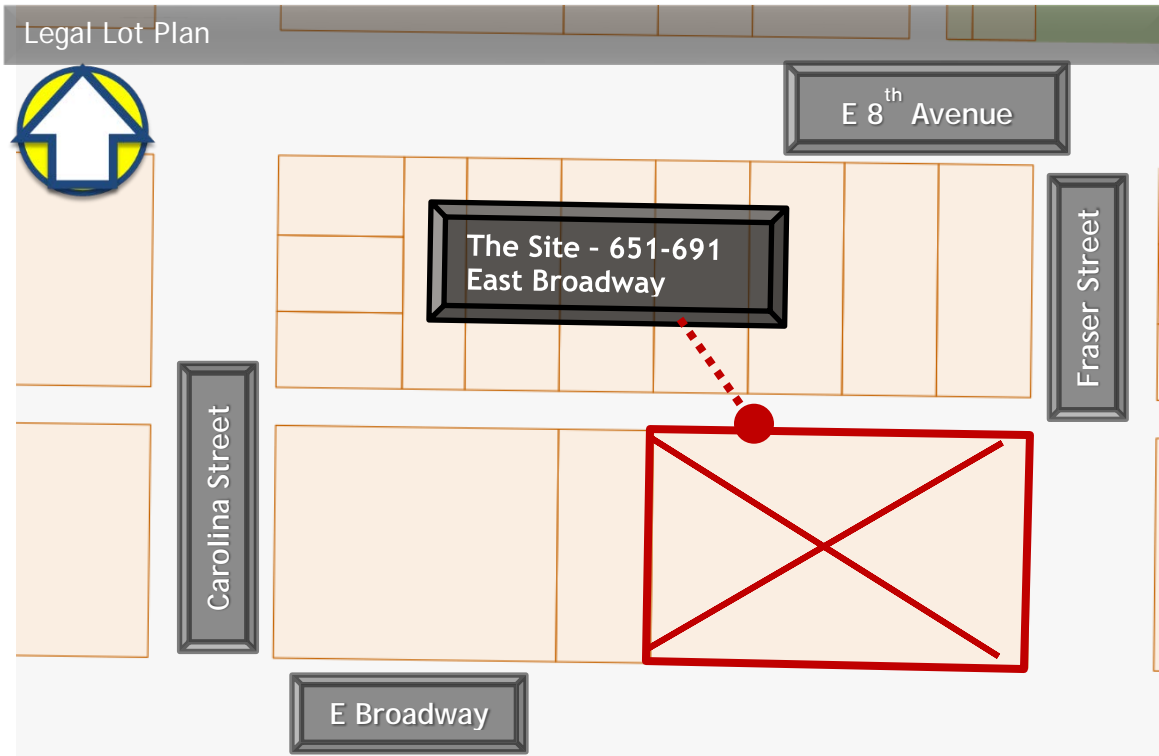 Legal Lot Plan
E 8th Avenue
The Site - 651-691
East Broadway
Fraser Street
Carolina Street
E Broadway